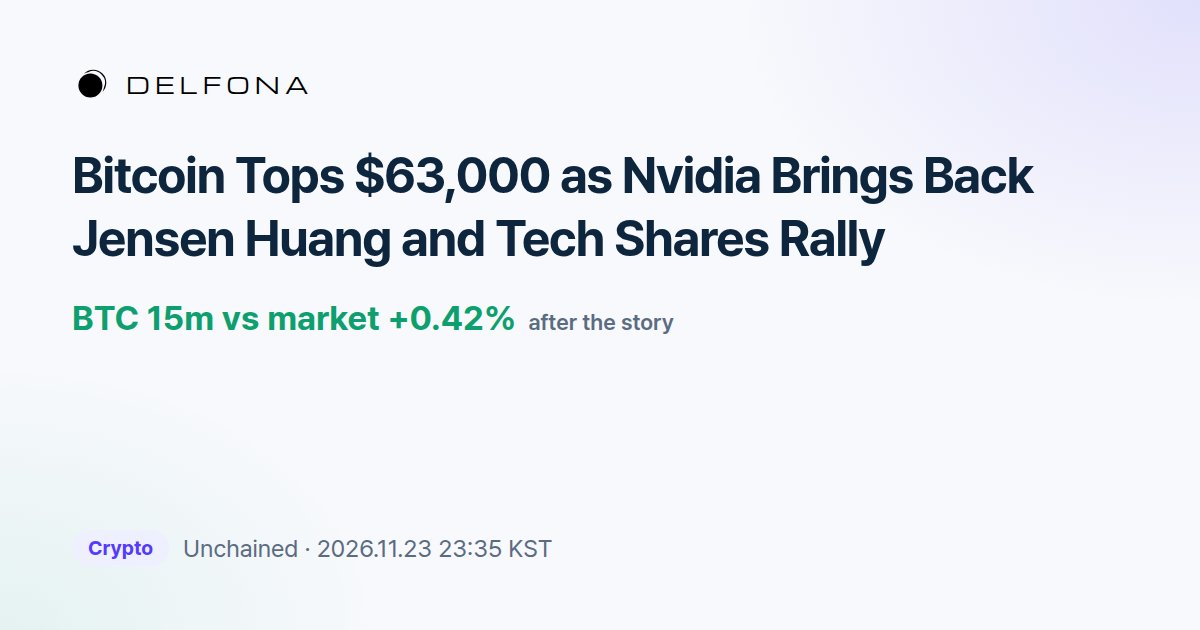 DELFONA
Bitcoin Tops $63,000 as Nvidia Brings Back
Jensen Huang and Tech Shares Rally
BTC 15m vs market +0.42% after the story
Crypto Unchained · 2026.11.23 23:35 KST